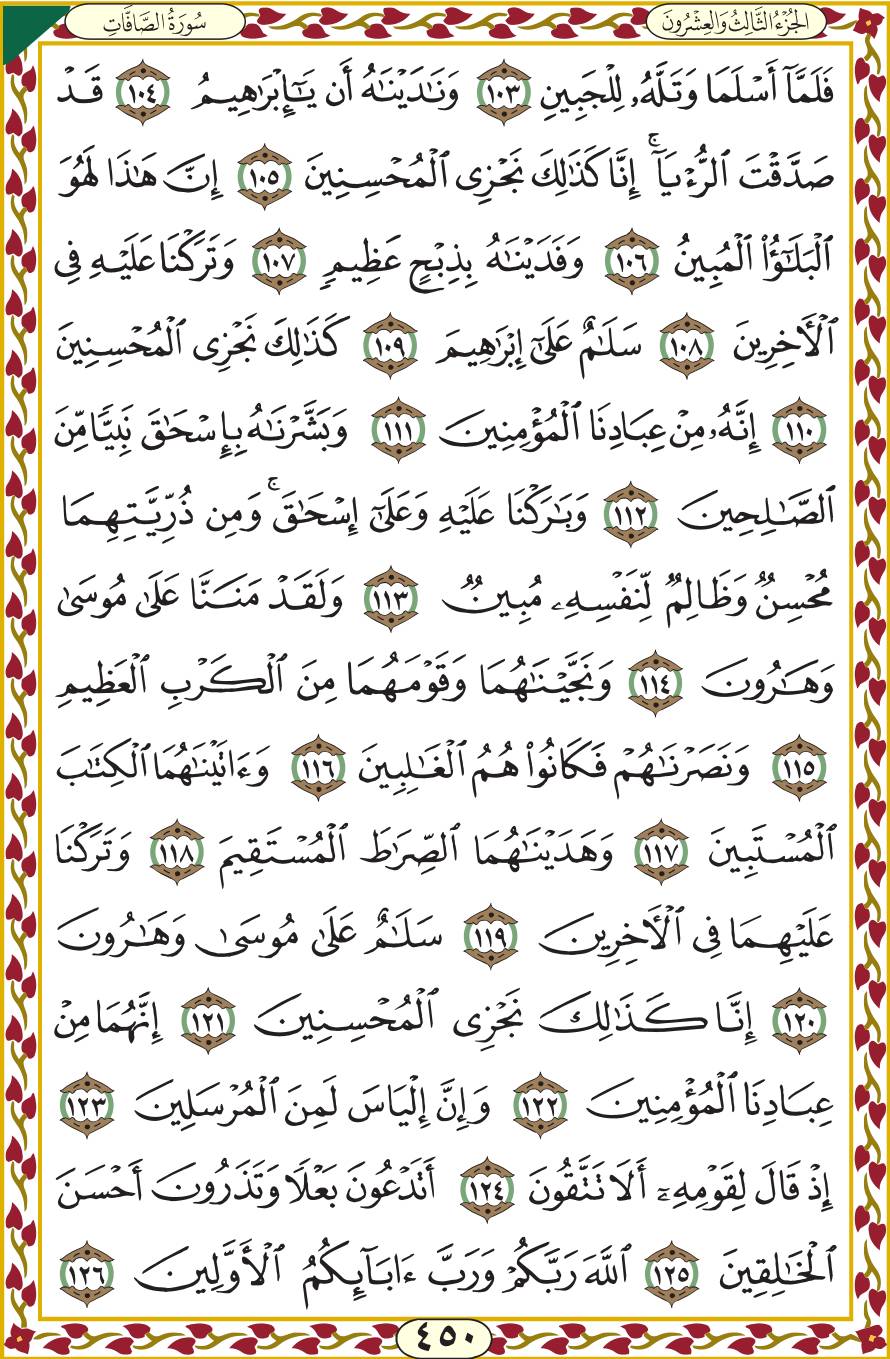 الجُزْءُ الثَّالِثُ وَالعِشْرُونَ
سُورَةُ الصَّافَّاتِ
فَلَمَّآ أَسْلَمَا وَتَلَّهُۥ لِلْجَبِينِ ١٠٣ وَنَٰدَيْنَٰهُ أَن يَٰٓإِبْرَٰهِيمُ ١٠٤ قَدْ
صَدَّقْتَ ٱلرُّءْيَآ ۚ إِنَّا كَذَٰلِكَ نَجْزِى ٱلْمُحْسِنِينَ ١٠٥ إِنَّ هَٰذَا لَهُوَ
ٱلْبَلَٰٓؤُا۟ ٱلْمُبِينُ ١٠٦ وَفَدَيْنَٰهُ بِذِبْحٍ عَظِيمٍ ١٠٧ وَتَرَكْنَا عَلَيْهِ فِى
ٱلْأَخِرِينَ ١٠٨ سَلَٰمٌ عَلَىٰٓ إِبْرَٰهِيمَ ١٠٩ كَذَٰلِكَ نَجْزِى ٱلْمُحْسِنِينَ
١١٠ إِنَّهُۥ مِنْ عِبَادِنَا ٱلْمُؤْمِنِينَ ١١١ وَبَشَّرْنَٰهُ بِإِسْحَٰقَ نَبِيًّا مِّنَ
ٱلصَّٰلِحِينَ ١١٢ وَبَٰرَكْنَا عَلَيْهِ وَعَلَىٰٓ إِسْحَٰقَ ۚ وَمِن ذُرِّيَّتِهِمَا
مُحْسِنٌ وَظَالِمٌ لِّنَفْسِهِۦ مُبِينٌ ١١٣ وَلَقَدْ مَنَنَّا عَلَىٰ مُوسَىٰ
وَهَٰرُونَ ١١٤ وَنَجَّيْنَٰهُمَا وَقَوْمَهُمَا مِنَ ٱلْكَرْبِ ٱلْعَظِيمِ
١١٥ وَنَصَرْنَٰهُمْ فَكَانُوا۟ هُمُ ٱلْغَٰلِبِينَ ١١٦ وَءَاتَيْنَٰهُمَا ٱلْكِتَٰبَ
ٱلْمُسْتَبِينَ ١١٧ وَهَدَيْنَٰهُمَا ٱلصِّرَٰطَ ٱلْمُسْتَقِيمَ ١١٨ وَتَرَكْنَا
عَلَيْهِمَا فِى ٱلْأَخِرِينَ ١١٩ سَلَٰمٌ عَلَىٰ مُوسَىٰ وَهَٰرُونَ
١٢٠ إِنَّا كَذَٰلِكَ نَجْزِى ٱلْمُحْسِنِينَ ١٢١ إِنَّهُمَا مِنْ
عِبَادِنَا ٱلْمُؤْمِنِينَ ١٢٢ وَإِنَّ إِلْيَاسَ لَمِنَ ٱلْمُرْسَلِينَ ١٢٣
إِذْ قَالَ لِقَوْمِهِۦٓ أَلَا تَتَّقُونَ ١٢٤ أَتَدْعُونَ بَعْلًا وَتَذَرُونَ أَحْسَنَ
ٱلْخَٰلِقِينَ ١٢٥ ٱللَّهَ رَبَّكُمْ وَرَبَّ ءَابَآئِكُمُ ٱلْأَوَّلِينَ ١٢٦
٤٥٠